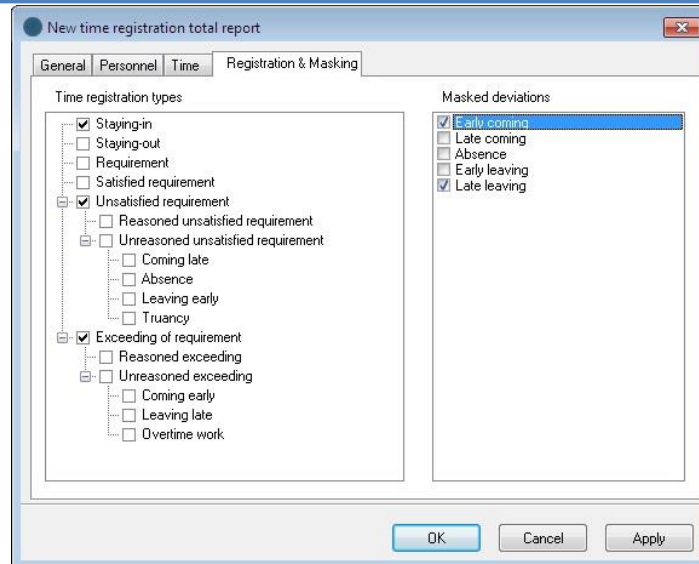 New time registration total report
General Personnel Time Registration & Masking
Time registration types
Staying-in
Staying-out
Requirement
Satisfied requirement
Unsatisfied requirement
Reasoned unsatisfied requirement
Unreasoned unsatisfied requirement
Coming late
Absence
Leaving early
Truancy
Exceeding of requirement
Reasoned exceeding
Unreasoned exceeding
Coming early
Leaving late
Overtime work
Masked deviations
Early coming
Late coming
Absence
Early leaving
Late leaving
OK Cancel Apply